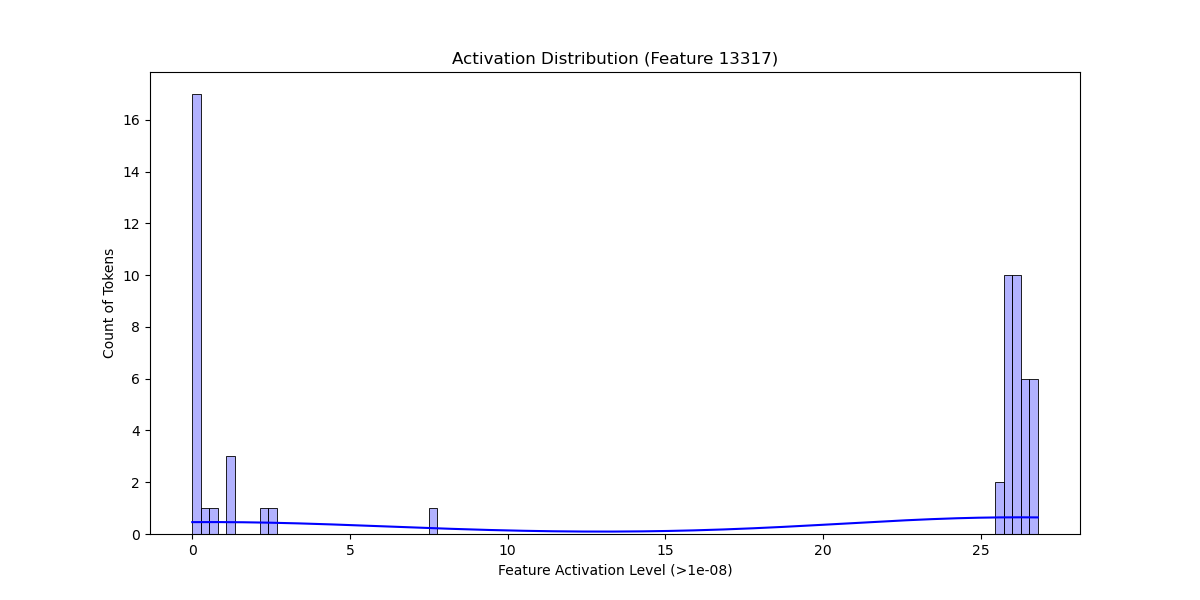 Activation Distribution (Feature 13317)
Count of Tokens
16
14
12
10
8
6
4
2
0
0 5 10 15 20 25
Feature Activation Level (>1e-08)